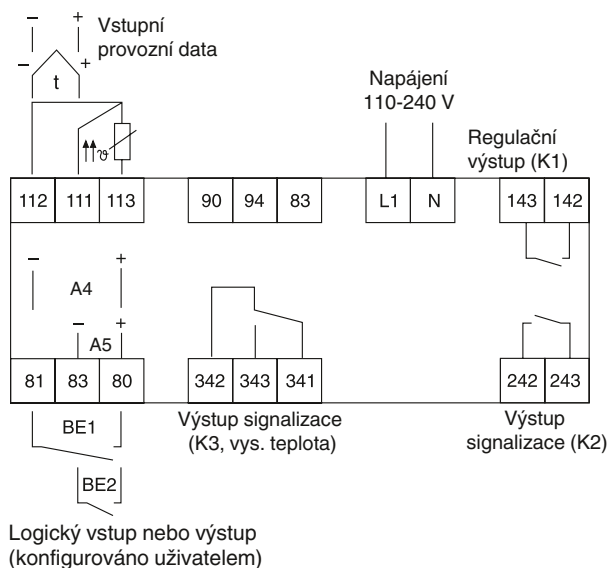 − + Vstupní
provozní data
− +
t
Napájení
110-240 V
Regulační
výstup (K1)
ϑ
112 111 113 90 94 83 L1 N 143 142
− +
A4
− +
A5
81 83 80 342 343 341 242 243
BE1
Výstup signalizace
(K3, vys. teplota)
Výstup
signalizace (K2)
BE2
Logický vstup nebo výstup
(konfigurováno uživatelem)